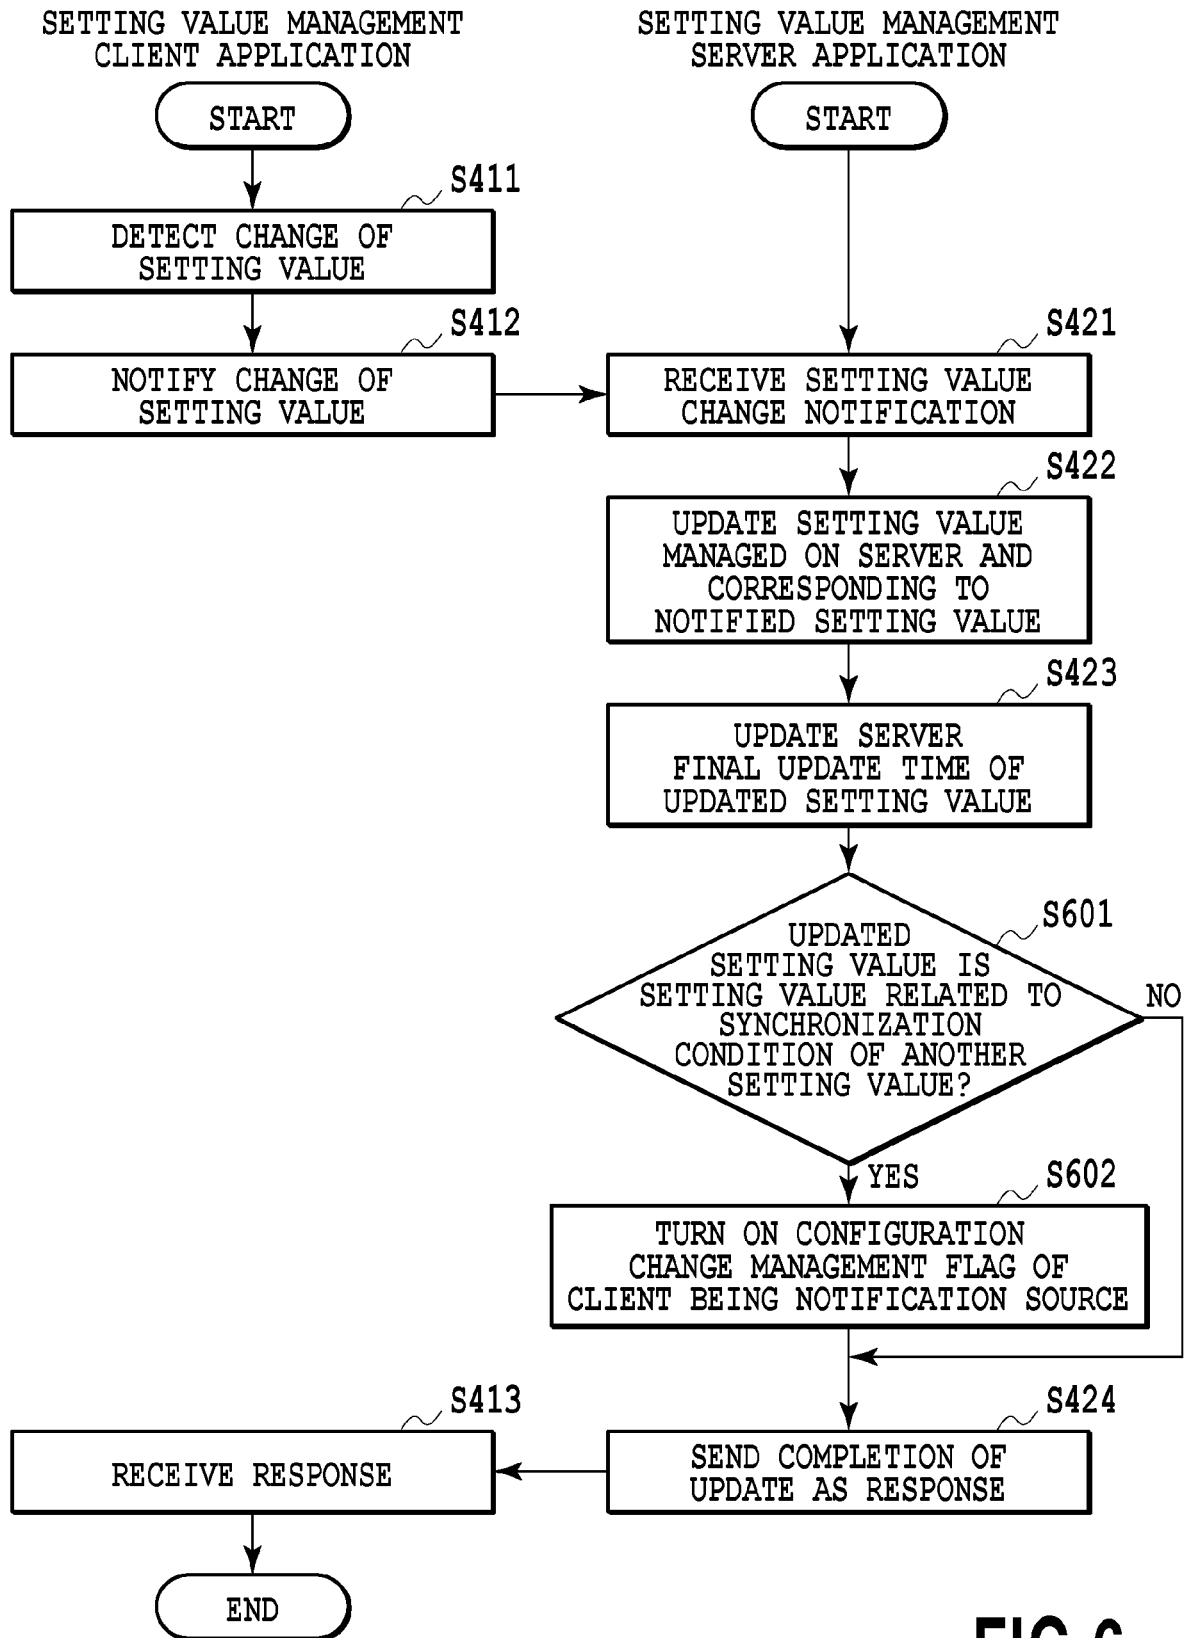 SETTING VALUE MANAGEMENT
CLIENT APPLICATION
SETTING VALUE MANAGEMENT
SERVER APPLICATION
START
START
S411
DETECT CHANGE OF
SETTING VALUE
S412
NOTIFY CHANGE OF
SETTING VALUE
S421
RECEIVE SETTING VALUE
CHANGE NOTIFICATION
S422
UPDATE SETTING VALUE
MANAGED ON SERVER AND
CORRESPONDING TO
NOTIFIED SETTING VALUE
S423
UPDATE SERVER
FINAL UPDATE TIME OF
UPDATED SETTING VALUE
S601
UPDATED
SETTING VALUE IS
SETTING VALUE RELATED TO
SYNCHRONIZATION
CONDITION OF ANOTHER
SETTING VALUE?
NO
YES
S602
TURN ON CONFIGURATION
CHANGE MANAGEMENT FLAG OF
CLIENT BEING NOTIFICATION SOURCE
S413
RECEIVE RESPONSE
S424
SEND COMPLETION OF
UPDATE AS RESPONSE
END
FIG.6